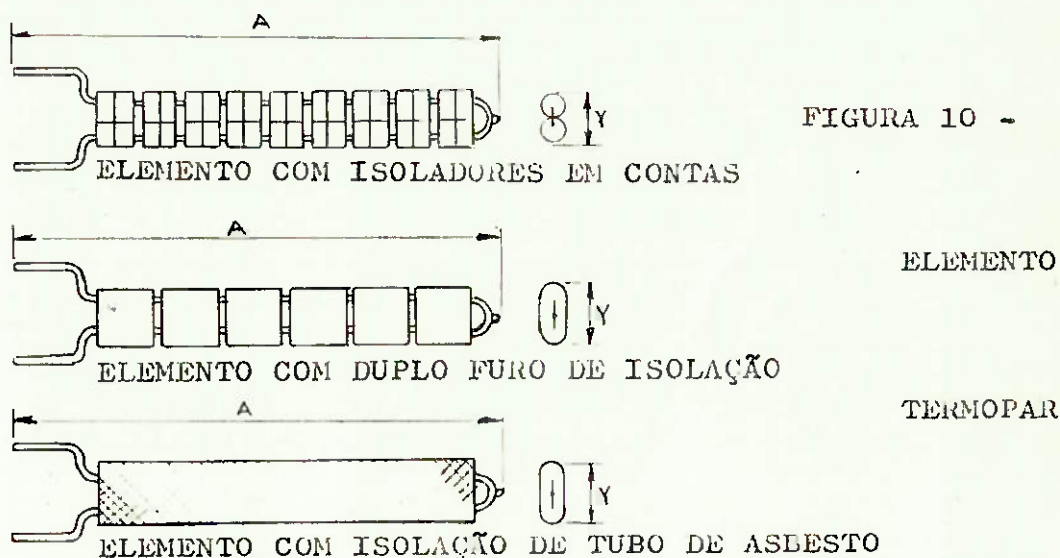 A
Y
FIGURA 10 -
ELEMENTO COM ISOLADORES EM CONTAS
A
ELEMENTO
Y
ELEMENTO COM DUPLO FURO DE ISOLAÇÃO
A
TERMOPAR
Y
ELEMENTO COM ISOLAÇÃO DE TUBO DE ASBESTO